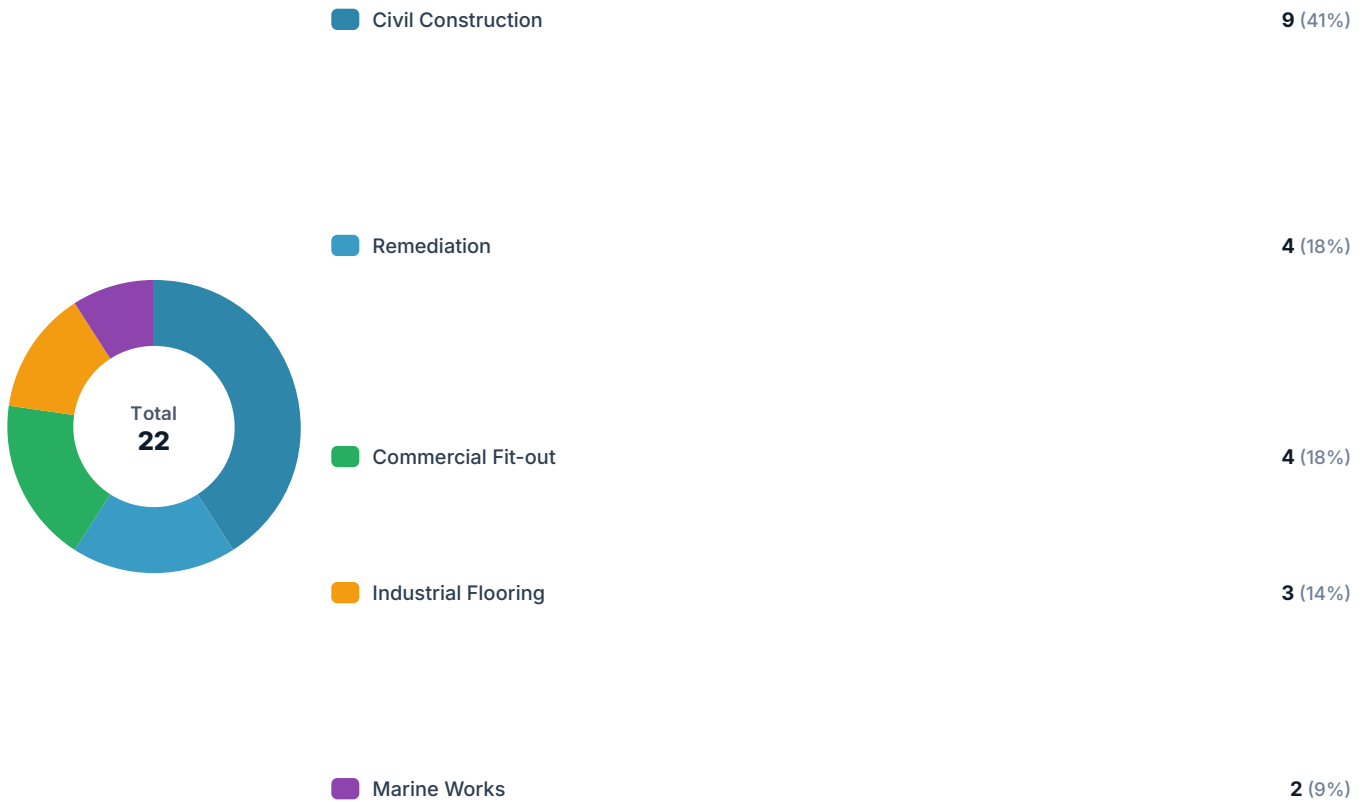 Civil Construction 9 (41%)
Remediation 4 (18%)
Total
22
Commercial Fit-out 4 (18%)
Industrial Flooring 3 (14%)
Marine Works 2 (9%)